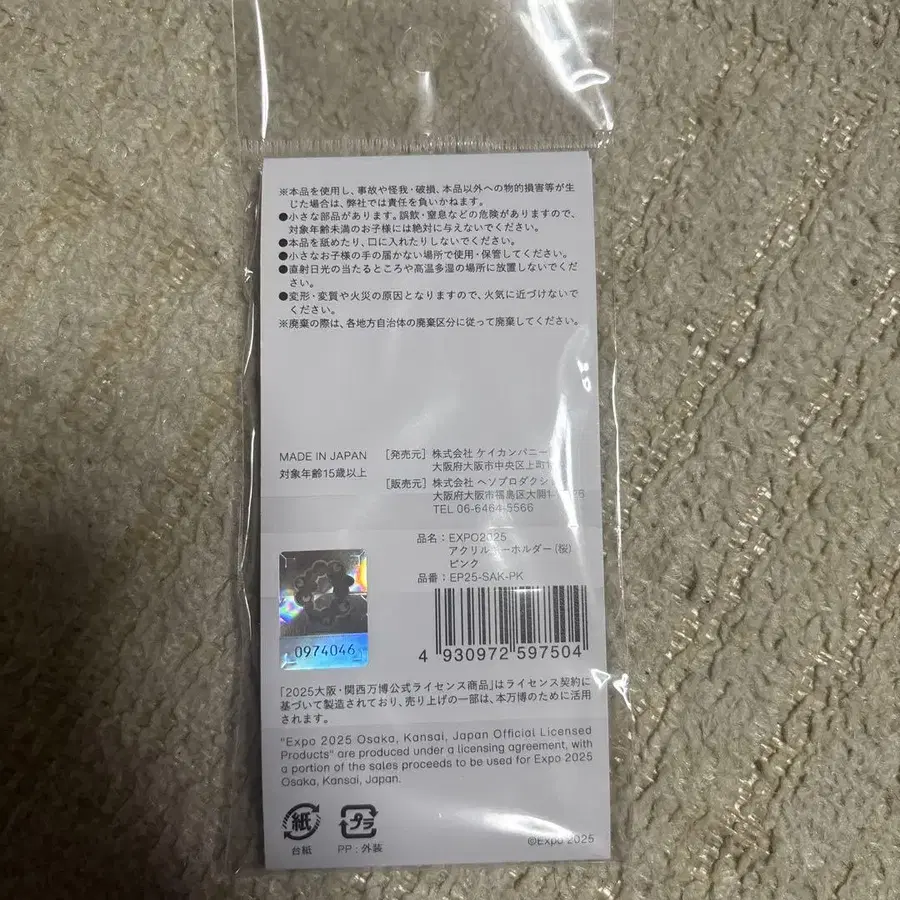 ※本品を使用し、事故や怪我・破損、本品以外への物的損害等が生
じた場合は、弊社では責任を負いかねます。
●小さな部品があります。誤飲・窒息などの危険がありますので、
対象年齢未満のお子様には絶対に与えないでください。
●本品を舐めたり、口に入れたりしないでください。
●小さなお子様の手の届かない場所で使用・保管してください。
●直射日光の当たるところや高温多湿の場所に放置しないでくだ
さい。
●変形・変質や火災の原因となりますので、火気に近づけないで
ください。
※廃棄の際は、各地方自治体の廃棄区分に従って廃棄してください。
MADE IN JAPAN
対象年齢15歳以上
[発売元] 株式会社 ケイカンパニー
大阪府大阪市中央区上町
[販売元] 株式会社 ヘソプロダクション
大阪府大阪市福島区大開
TEL 06-6464-5566
品名：EXPO2025
アクリルキーホルダー(桜)
ピンク
品番：EP25-SAK-PK
0974046
4 930972 597504
「2025大阪・関西万博公式ライセンス商品」はライセンス契約に
基づいて製造されており、売り上げの一部は、本万博のために活用
されます。
"Expo 2025 Osaka, Kansai, Japan Official Licensed
Products" are produced under a licensing agreement, with
a portion of the sales proceeds to be used for Expo 2025
Osaka, Kansai, Japan.
紙
台紙
プラ
PP：外装
©Expo 2025